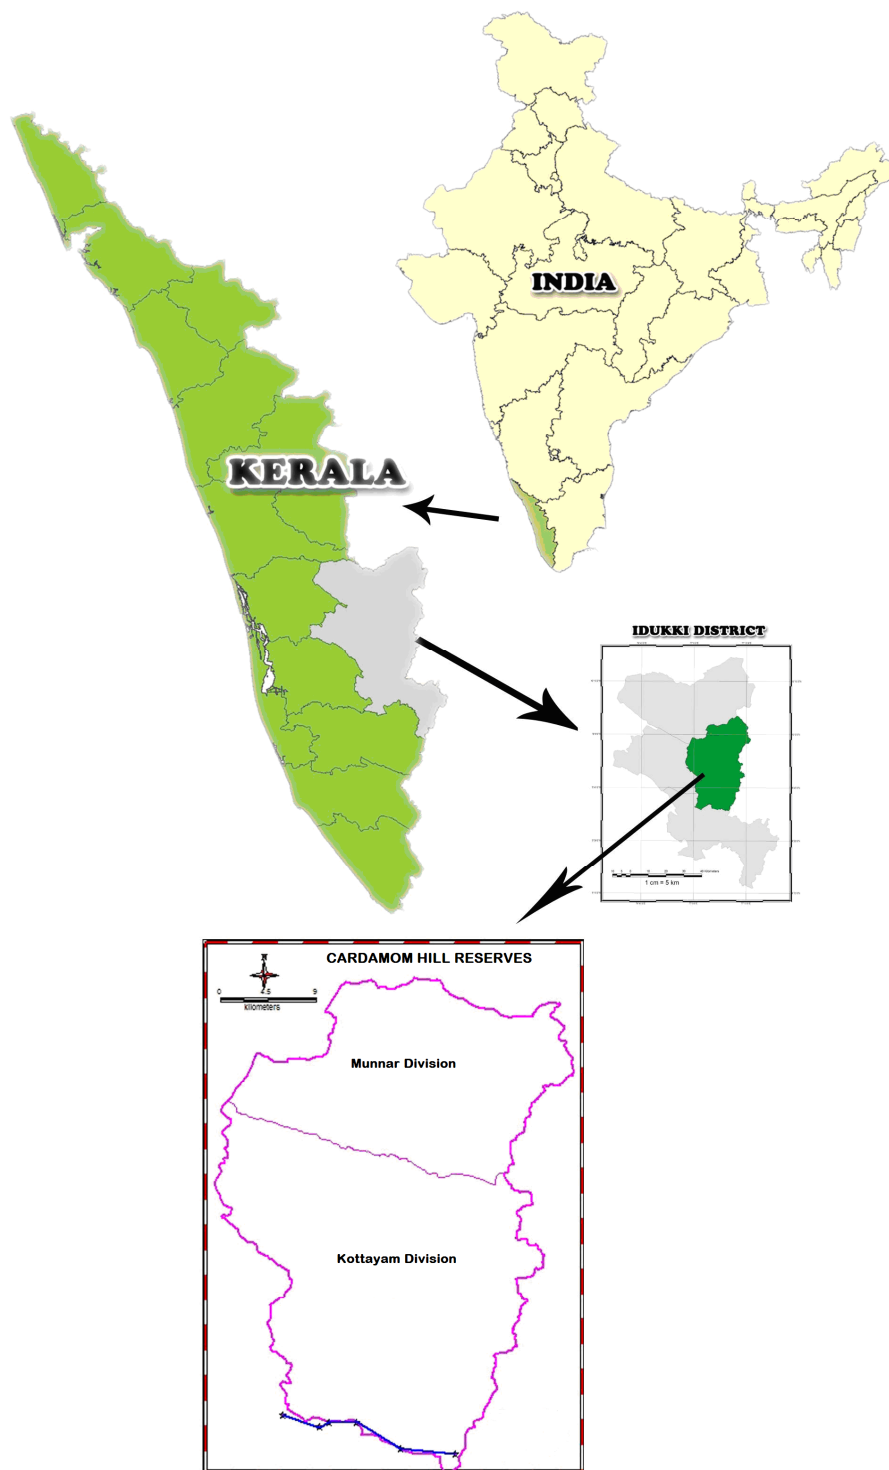 INDIA
KERALA
IDUKKI DISTRICT
1 cm = 5 km
CARDAMOM HILL RESERVES
N
0 4.5 9
kilometers
Munnar Division
Kottayam Division